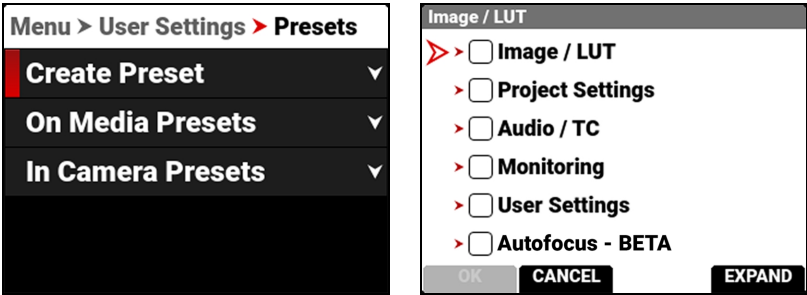 Menu > User Settings > Presets
Create Preset
On Media Presets
In Camera Presets
Image / LUT
Image / LUT
Project Settings
Audio / TC
Monitoring
User Settings
Autofocus - BETA
OK CANCEL EXPAND